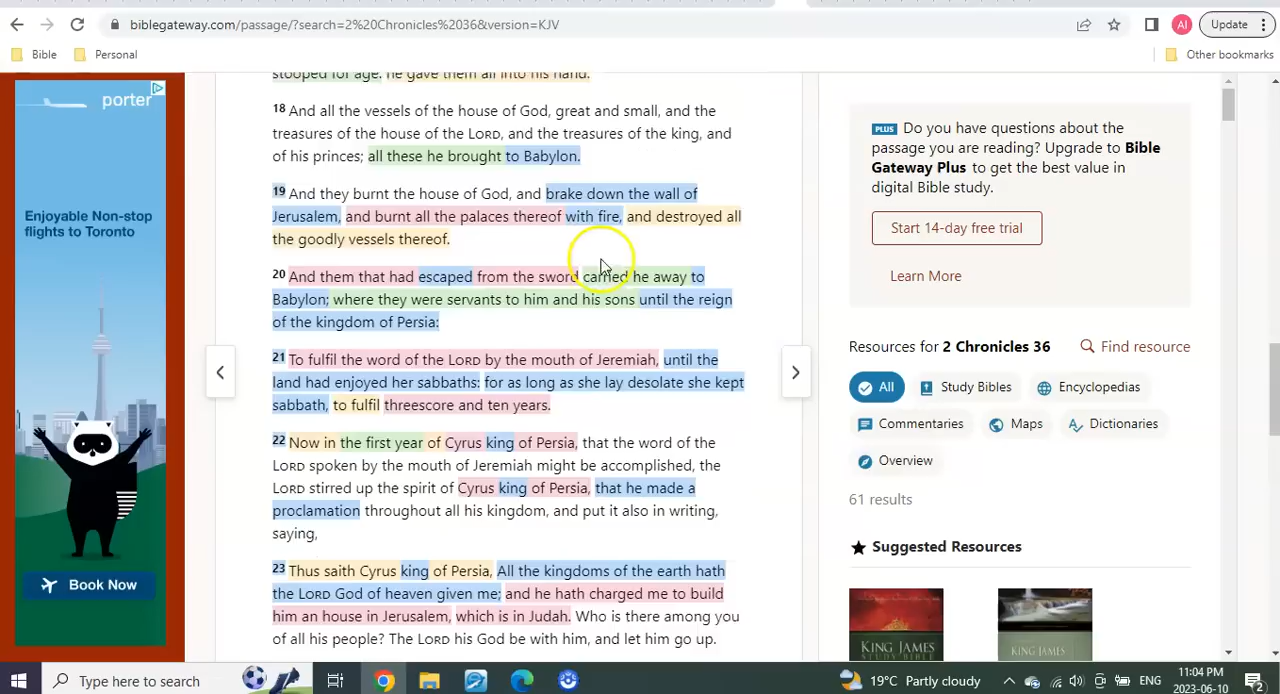 biblegateway.com/passage/?search=2%20Chronicles%2036&version=KJV
AI
Update
Bible
Personal
Other bookmarks
porter
Enjoyable Non-stop
flights to Toronto
Book Now
stooped for age: he gave them all into his hand.
18 And all the vessels of the house of God, great and small, and the
treasures of the house of the LORD, and the treasures of the king, and
of his princes; all these he brought to Babylon.
19 And they burnt the house of God, and brake down the wall of
Jerusalem, and burnt all the palaces thereof with fire, and destroyed all
the goodly vessels thereof.
20 And them that had escaped from the sword carried he away to
Babylon; where they were servants to him and his sons until the reign
of the kingdom of Persia:
21 To fulfil the word of the LORD by the mouth of Jeremiah, until the
land had enjoyed her sabbaths: for as long as she lay desolate she kept
sabbath, to fulfil threescore and ten years.
22 Now in the first year of Cyrus king of Persia, that the word of the
LORD spoken by the mouth of Jeremiah might be accomplished, the
LORD stirred up the spirit of Cyrus king of Persia, that he made a
proclamation throughout all his kingdom, and put it also in writing,
saying,
23 Thus saith Cyrus king of Persia, All the kingdoms of the earth hath
the LORD God of heaven given me; and he hath charged me to build
him an house in Jerusalem, which is in Judah. Who is there among you
of all his people? The LORD his God be with him, and let him go up.
PLUS Do you have questions about the
passage you are reading? Upgrade to Bible
Gateway Plus to get the best value in
digital Bible study.
Start 14-day free trial
Learn More
Resources for 2 Chronicles 36
Find resource
All
Study Bibles
Encyclopedias
Commentaries
Maps
Dictionaries
Overview
61 results
Suggested Resources
KING JAMES
STUDY BIBLE
KING JAMES
Type here to search
19°C Partly cloudy
ENG
11:04 PM
2023-06-10
2